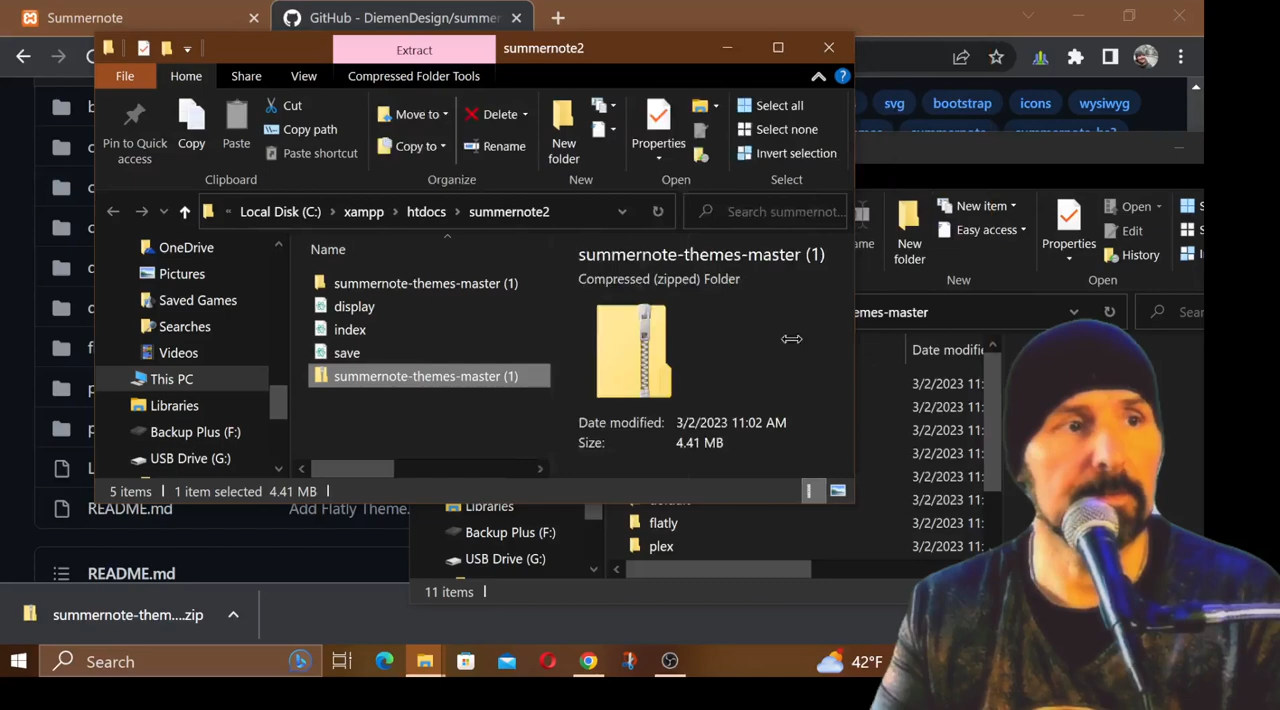 Summernote
GitHub - DiemenDesign/summer
Extract
summernote2
File
Home
Share
View
Compressed Folder Tools
Pin to Quick access
Copy
Paste
Cut
Copy path
Paste shortcut
Clipboard
Move to
Copy to
Delete
Rename
Organize
New folder
New
Properties
Open
Select all
Select none
Invert selection
Select
svg
bootstrap
icons
wysiwyg
Local Disk (C:)
xampp
htdocs
summernote2
Search summernot...
OneDrive
Pictures
Saved Games
Searches
Videos
This PC
Libraries
Backup Plus (F:)
USB Drive (G:)
Name
summernote-themes-master (1)
display
index
save
summernote-themes-master (1)
summernote-themes-master (1)
Compressed (zipped) Folder
Date modified: 3/2/2023 11:02 AM
Size: 4.41 MB
5 items
1 item selected 4.41 MB
New folder
New item
Easy access
New
Properties
Open
Edit
History
Open
emes-master
Sear
Date modifi
3/2/2023 11:
3/2/2023 11:
3/2/2023 11:
3/2/2023 11:
3/2/2023 11:
3/2/2023 11:
3/2/2023 11:
3/2/2023 11:
Libraries
Backup Plus (F:)
USB Drive (G:)
flatly
plex
11 items
README.md
Add Flatly Theme.
README.md
summernote-them....zip
Search
42°F